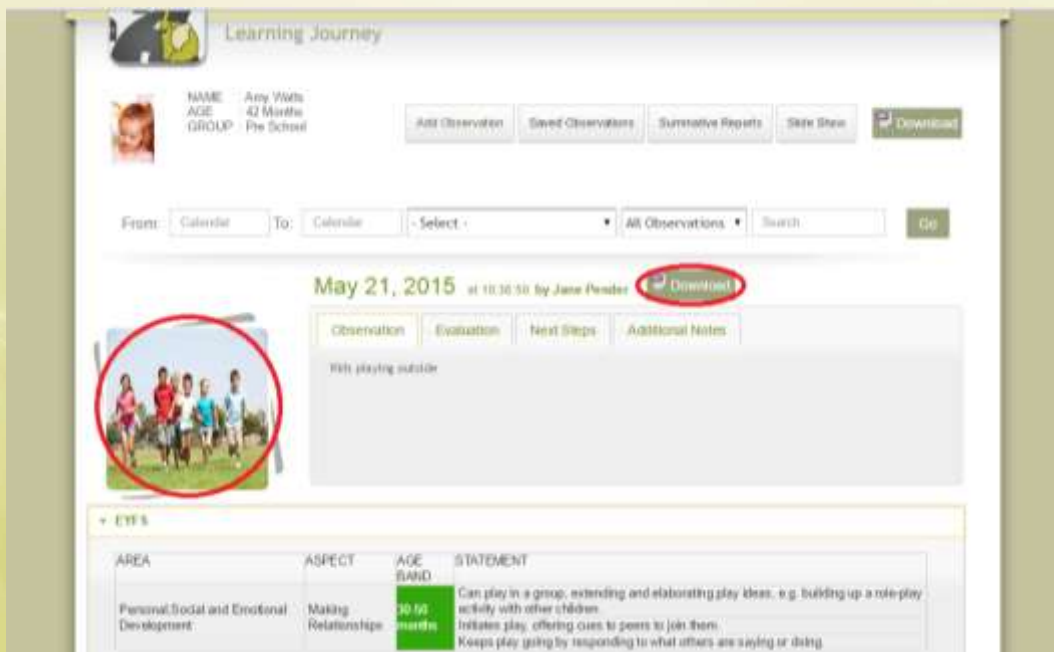 Learning Journey
NAME : Amy Watts
AGE : 42 Months
GROUP : Pre School
Add Observation
Saved Observations
Summative Reports
Slide Show
Download
From: Calendar To: Calendar - Select - All Observations Search Go
May 21, 2015 at 10:38:50 by Jane Pender Download
Observation Evaluation Next Steps Additional Notes
Kids playing outside
EYFS
AREA ASPECT AGE BAND STATEMENT
Personal,Social and Emotional Development
Making Relationships
30-50 months
Can play in a group, extending and elaborating play ideas, e.g. building up a role-play
activity with other children.
Initiates play, offering cues to peers to join them.
Keeps play going by responding to what others are saying or doing.